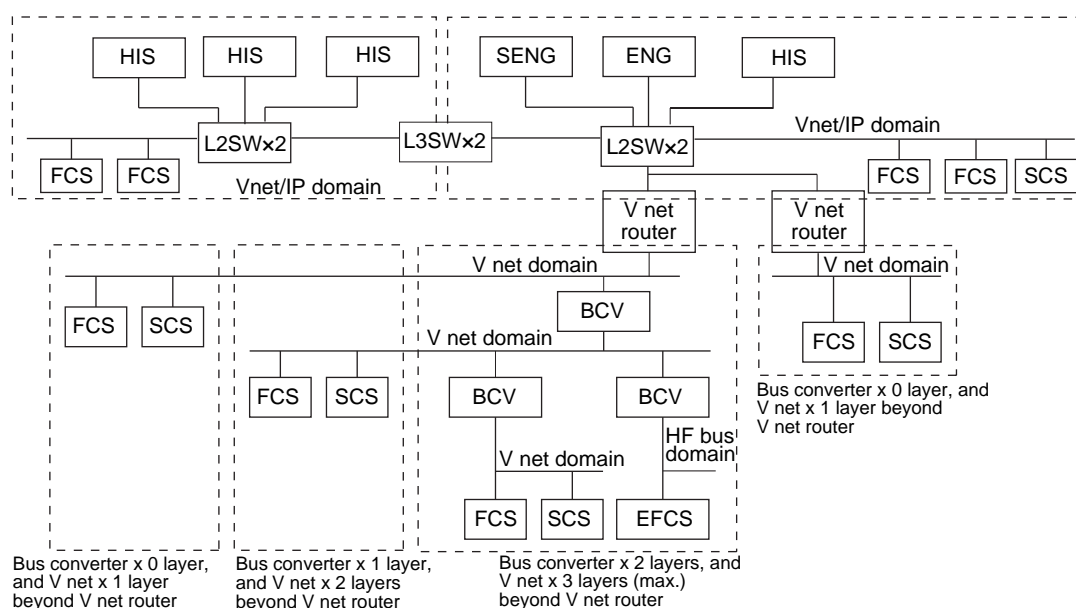 HIS
HIS
HIS
SENG
ENG
HIS
L2SW×2
L3SW×2
L2SW×2
Vnet/IP domain
FCS
FCS
Vnet/IP domain
FCS
FCS
SCS
V net
router
V net
router
V net domain
V net domain
FCS
SCS
BCV
FCS
SCS
V net domain
FCS
SCS
BCV
BCV
Bus converter x 0 layer, and
V net x 1 layer beyond
V net router
HF bus
domain
V net domain
FCS
SCS
EFCS
Bus converter x 0 layer,
and V net x 1 layer
beyond V net router
Bus converter x 1 layer,
and V net x 2 layers
beyond V net router
Bus converter x 2 layers, and
V net x 3 layers (max.)
beyond V net router